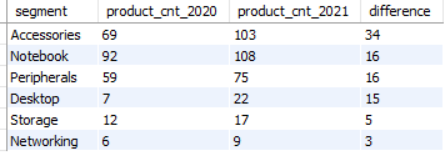 segment product_cnt_2020 product_cnt_2021 difference
Accessories 69 103 34
Notebook 92 108 16
Peripherals 59 75 16
Desktop 7 22 15
Storage 12 17 5
Networking 6 9 3